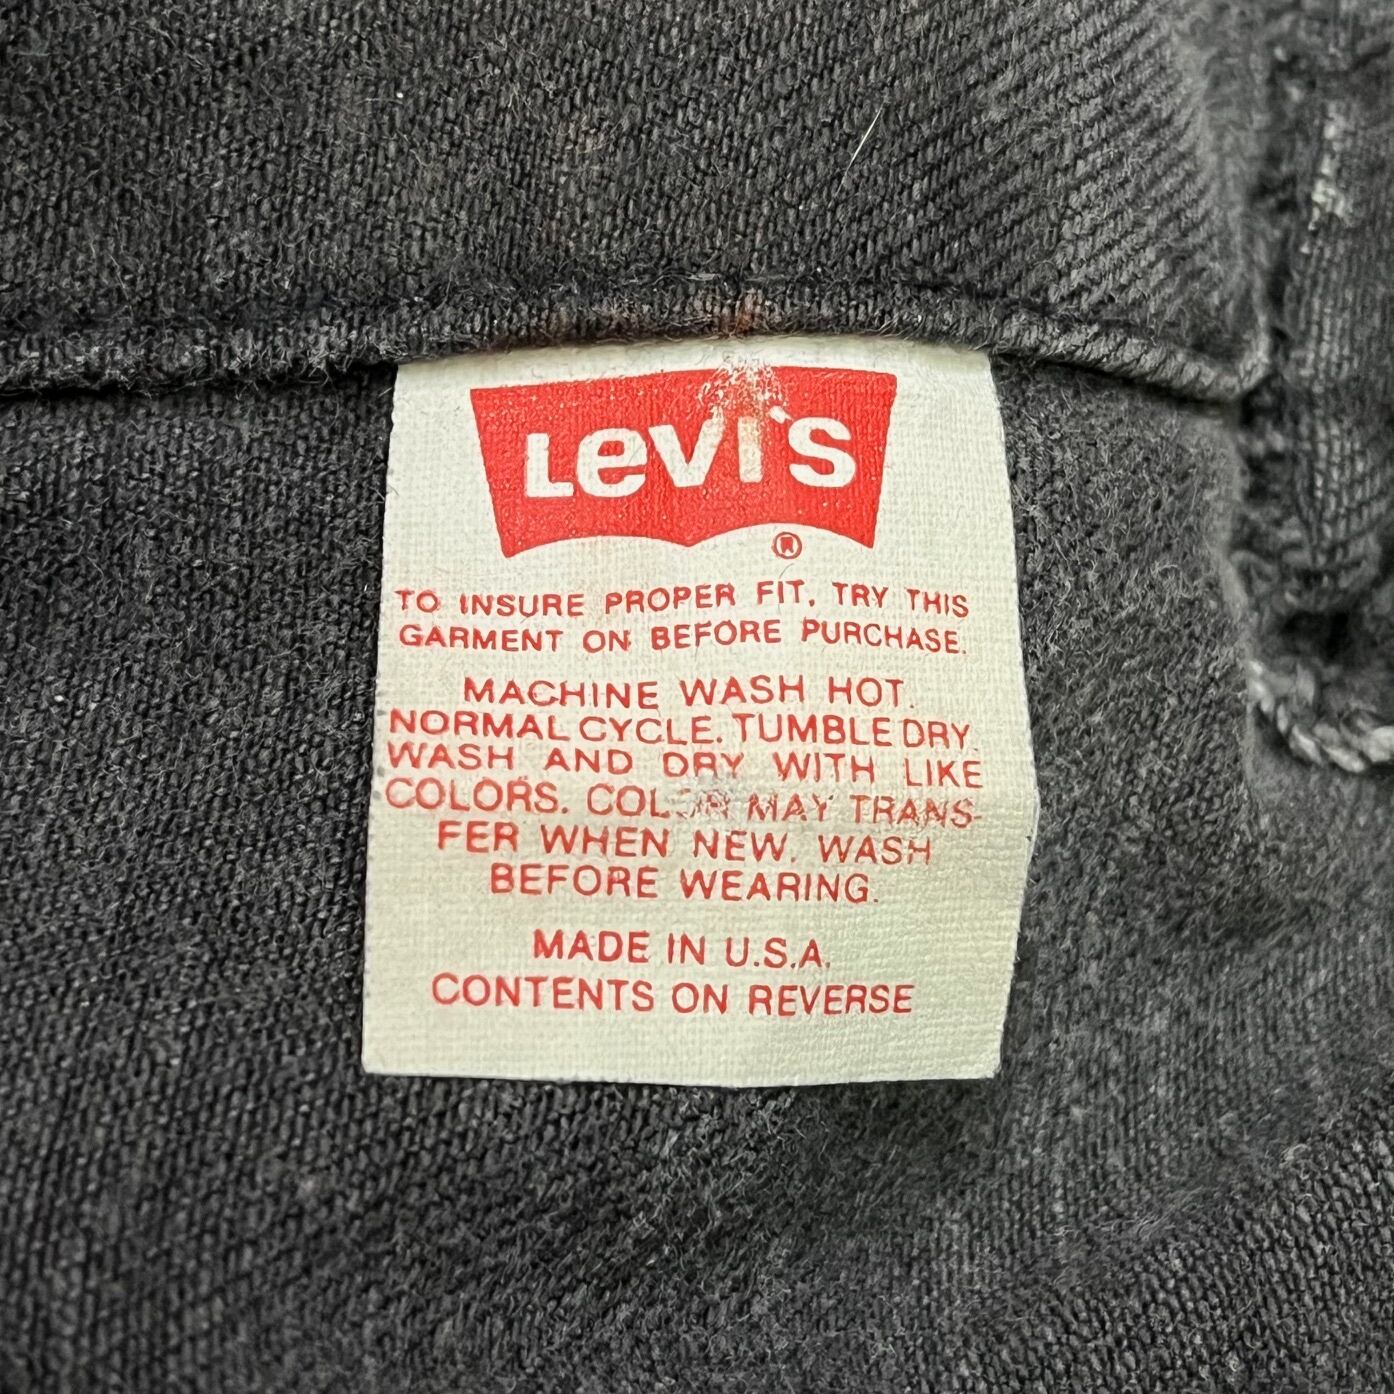 Levi's
®
TO INSURE PROPER FIT, TRY THIS
GARMENT ON BEFORE PURCHASE.
MACHINE WASH HOT.
NORMAL CYCLE. TUMBLE DRY.
WASH AND DRY WITH LIKE
COLORS. COLOR MAY TRANS-
FER WHEN NEW. WASH
BEFORE WEARING.
MADE IN U.S.A.
CONTENTS ON REVERSE